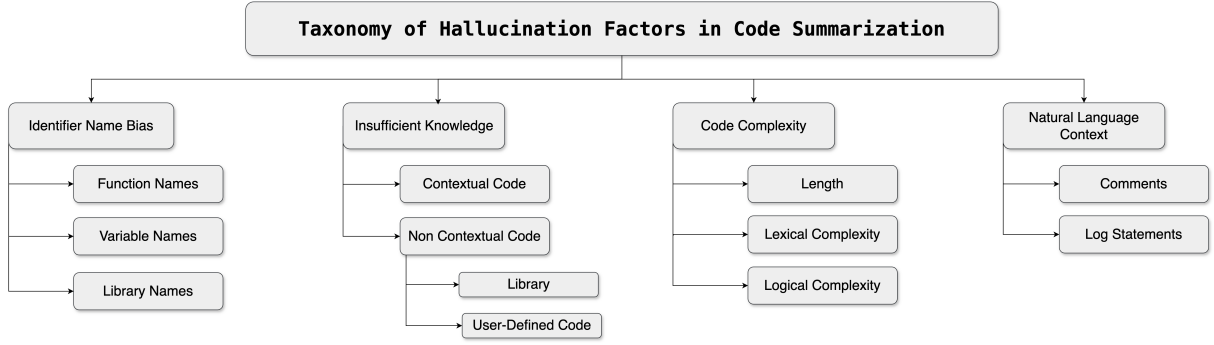 Taxonomy of Hallucination Factors in Code Summarization
Identifier Name Bias
Function Names
Variable Names
Library Names
Insufficient Knowledge
Contextual Code
Non Contextual Code
Library
User-Defined Code
Code Complexity
Length
Lexical Complexity
Logical Complexity
Natural Language
Context
Comments
Log Statements